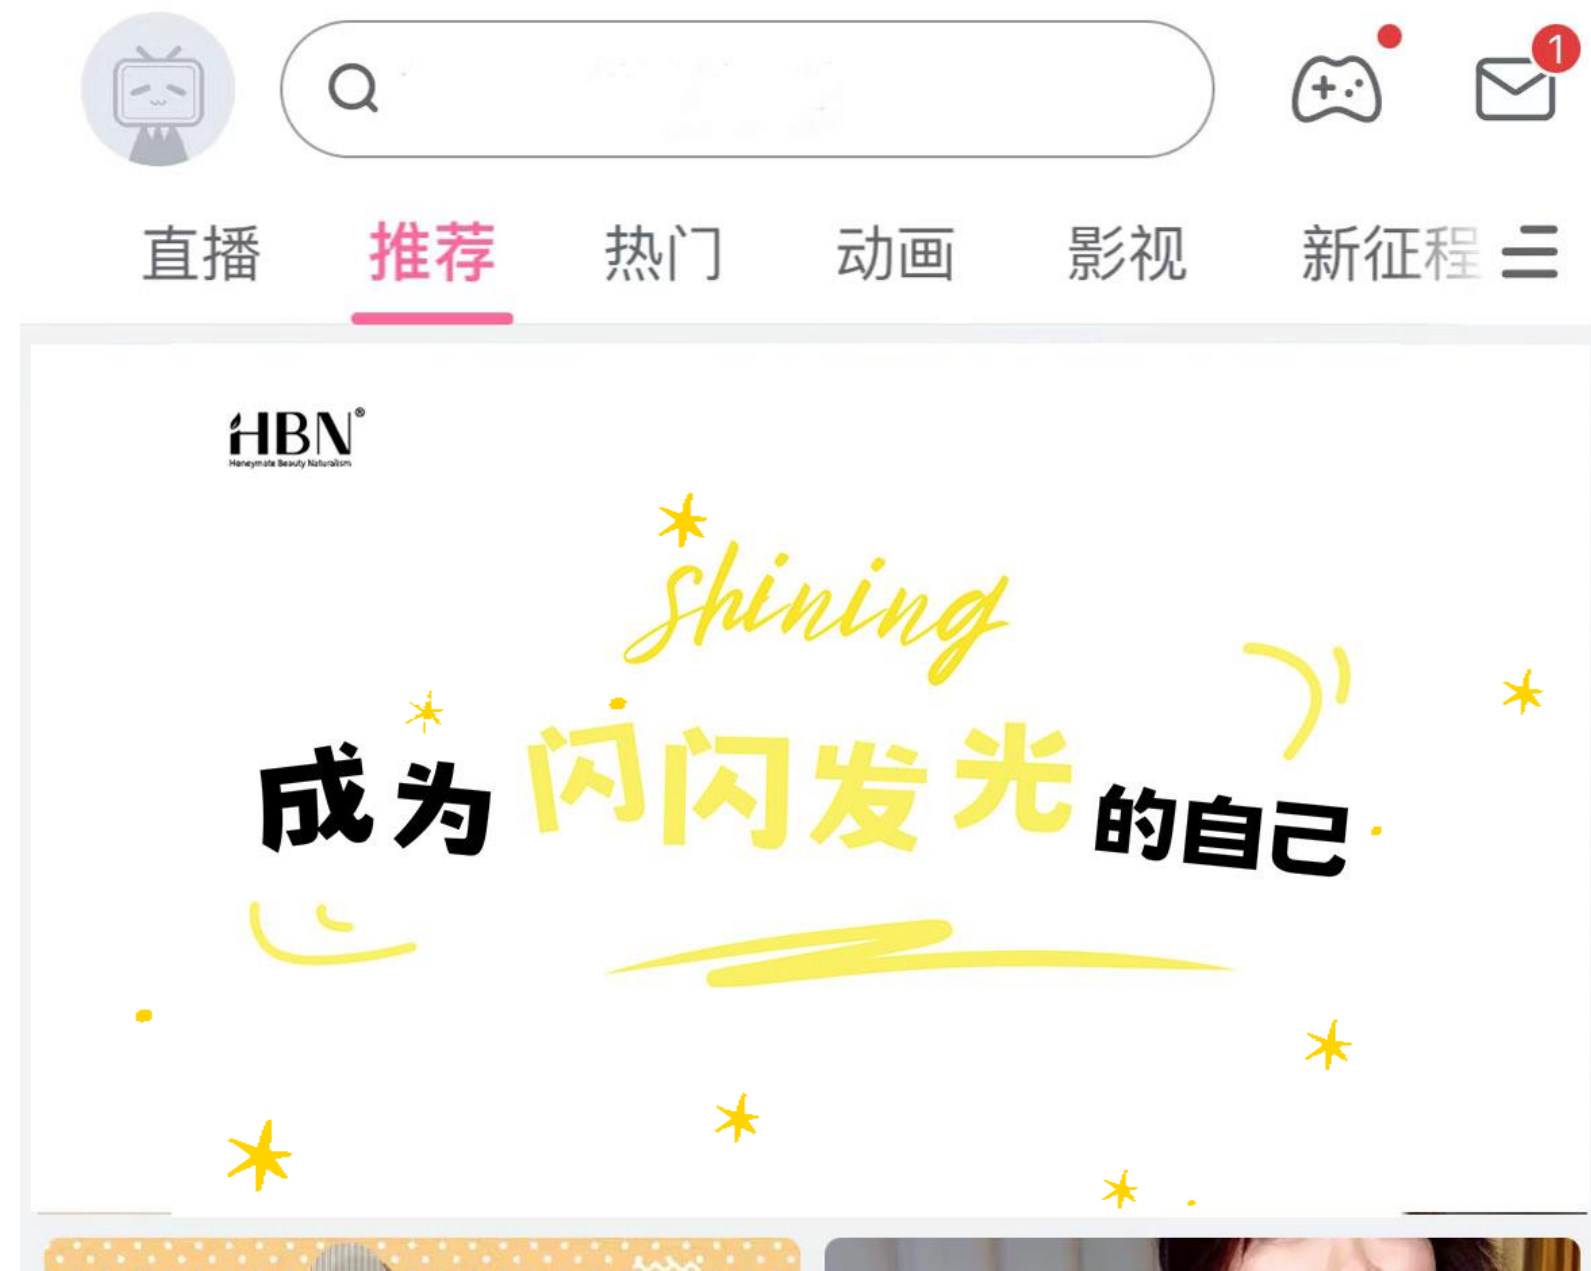 1
直播 推荐 热门 动画 影视 新征程
HBN®
Honeymate Beauty Naturalism
shining
成为闪闪发光的自己